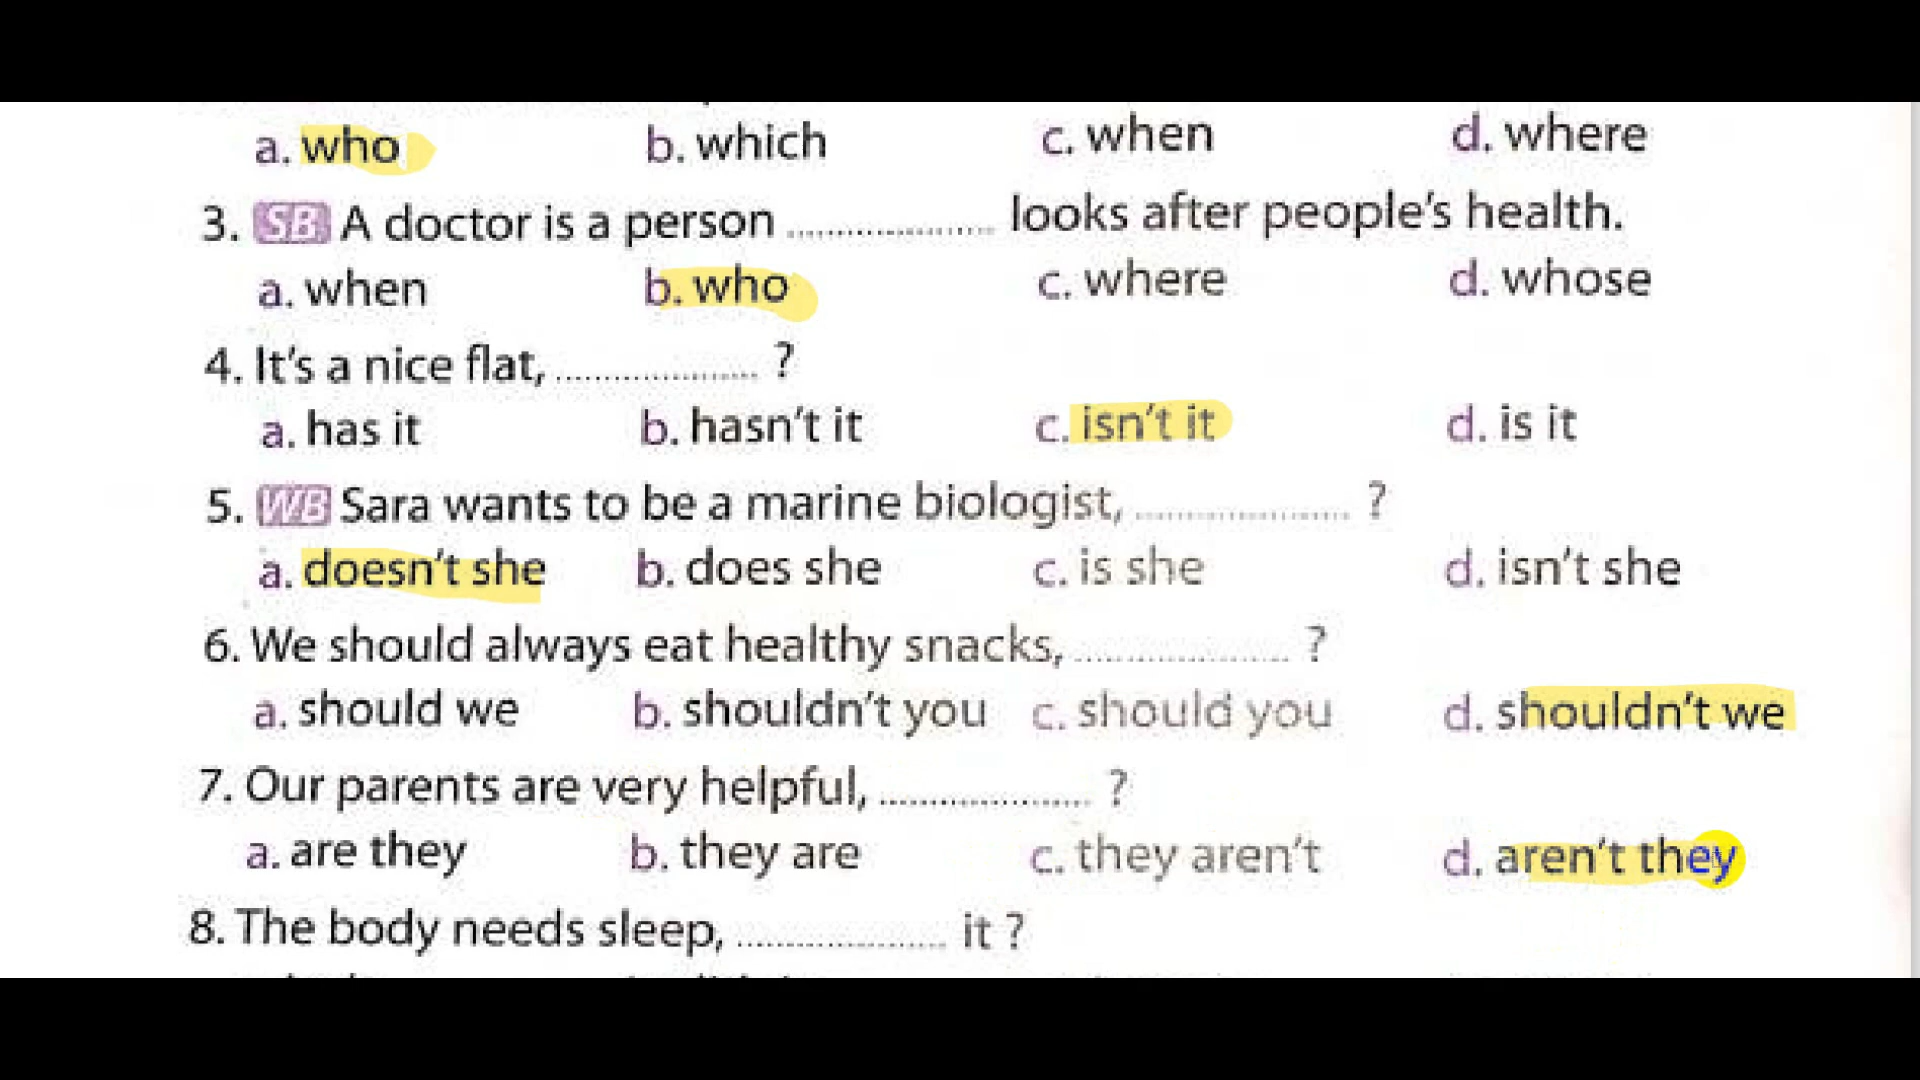 a. who b. which c. when d. where
3. SB A doctor is a person .................... looks after people's health.
a. when b. who c. where d. whose
4. It's a nice flat, .................... ?
a. has it b. hasn't it c. isn't it d. is it
5. WB Sara wants to be a marine biologist, .................... ?
a. doesn't she b. does she c. is she d. isn't she
6. We should always eat healthy snacks, .................... ?
a. should we b. shouldn't you c. should you d. shouldn't we
7. Our parents are very helpful, .................... ?
a. are they b. they are c. they aren't d. aren't they
8. The body needs sleep, .................... it ?